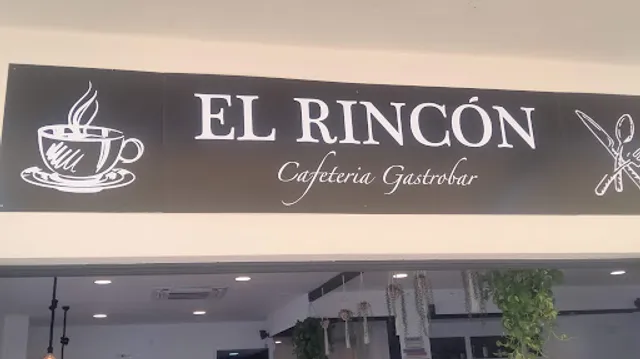 EL RINCÓN
Cafeteria Gastrobar